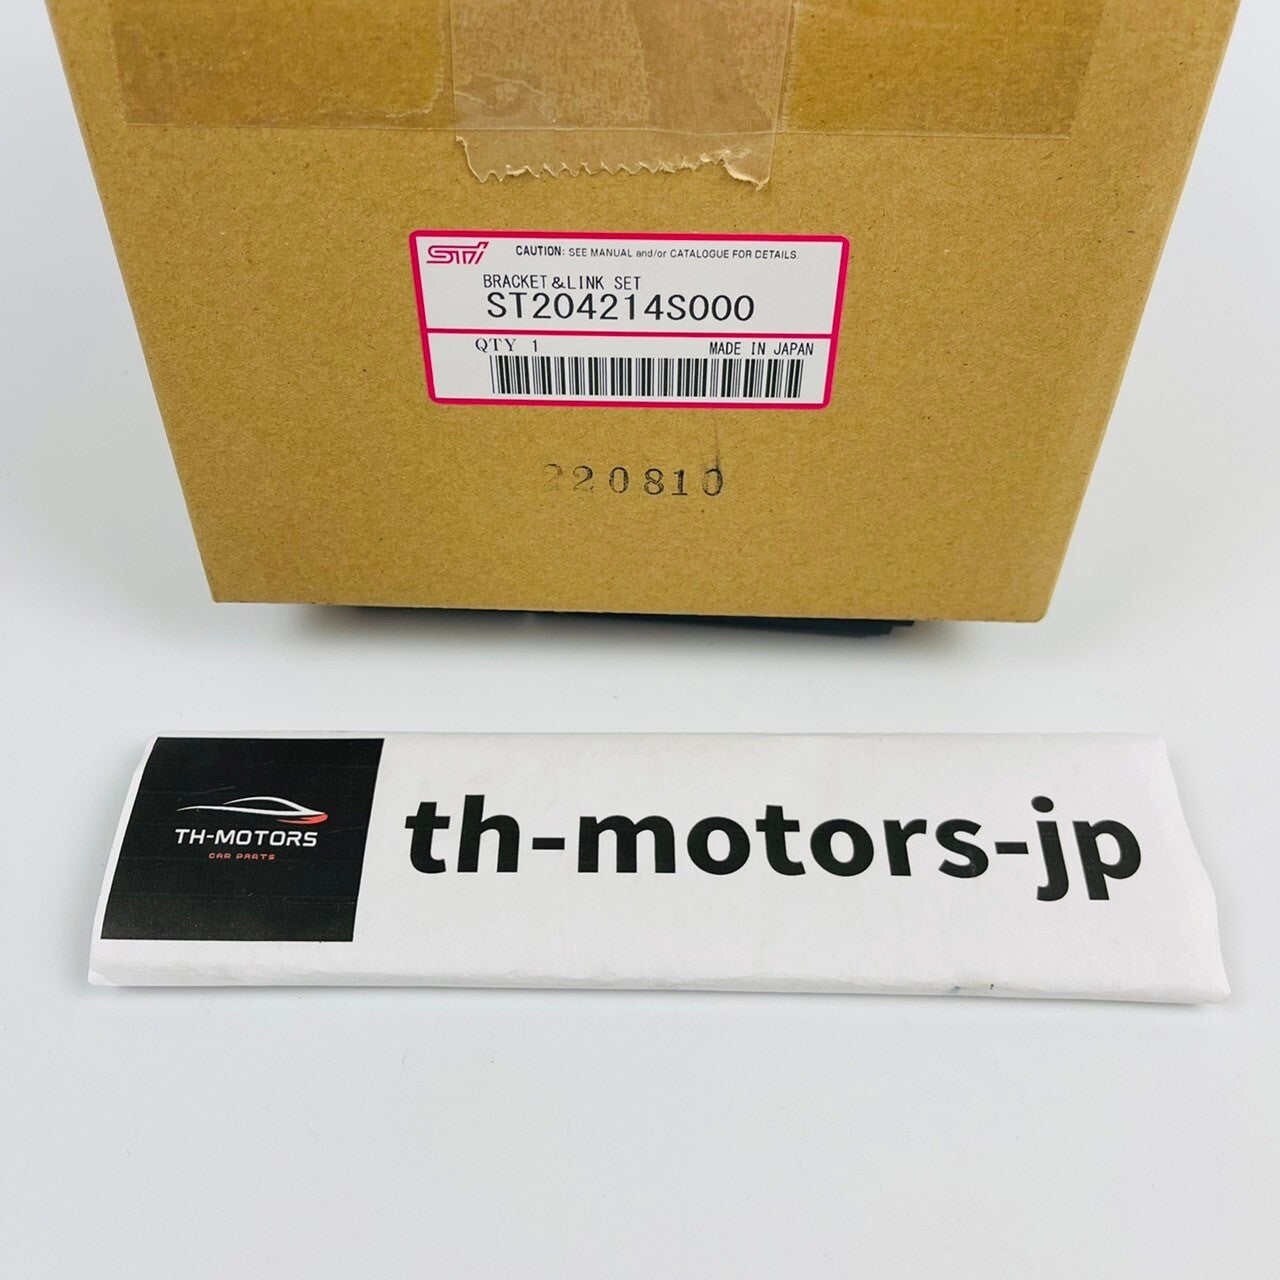 STI CAUTION: SEE MANUAL and/or CATALOGUE FOR DETAILS.
BRACKET&LINK SET
ST204214S000
QTY 1 MADE IN JAPAN
220810
TH-MOTORS
CAR PARTS
th-motors-jp